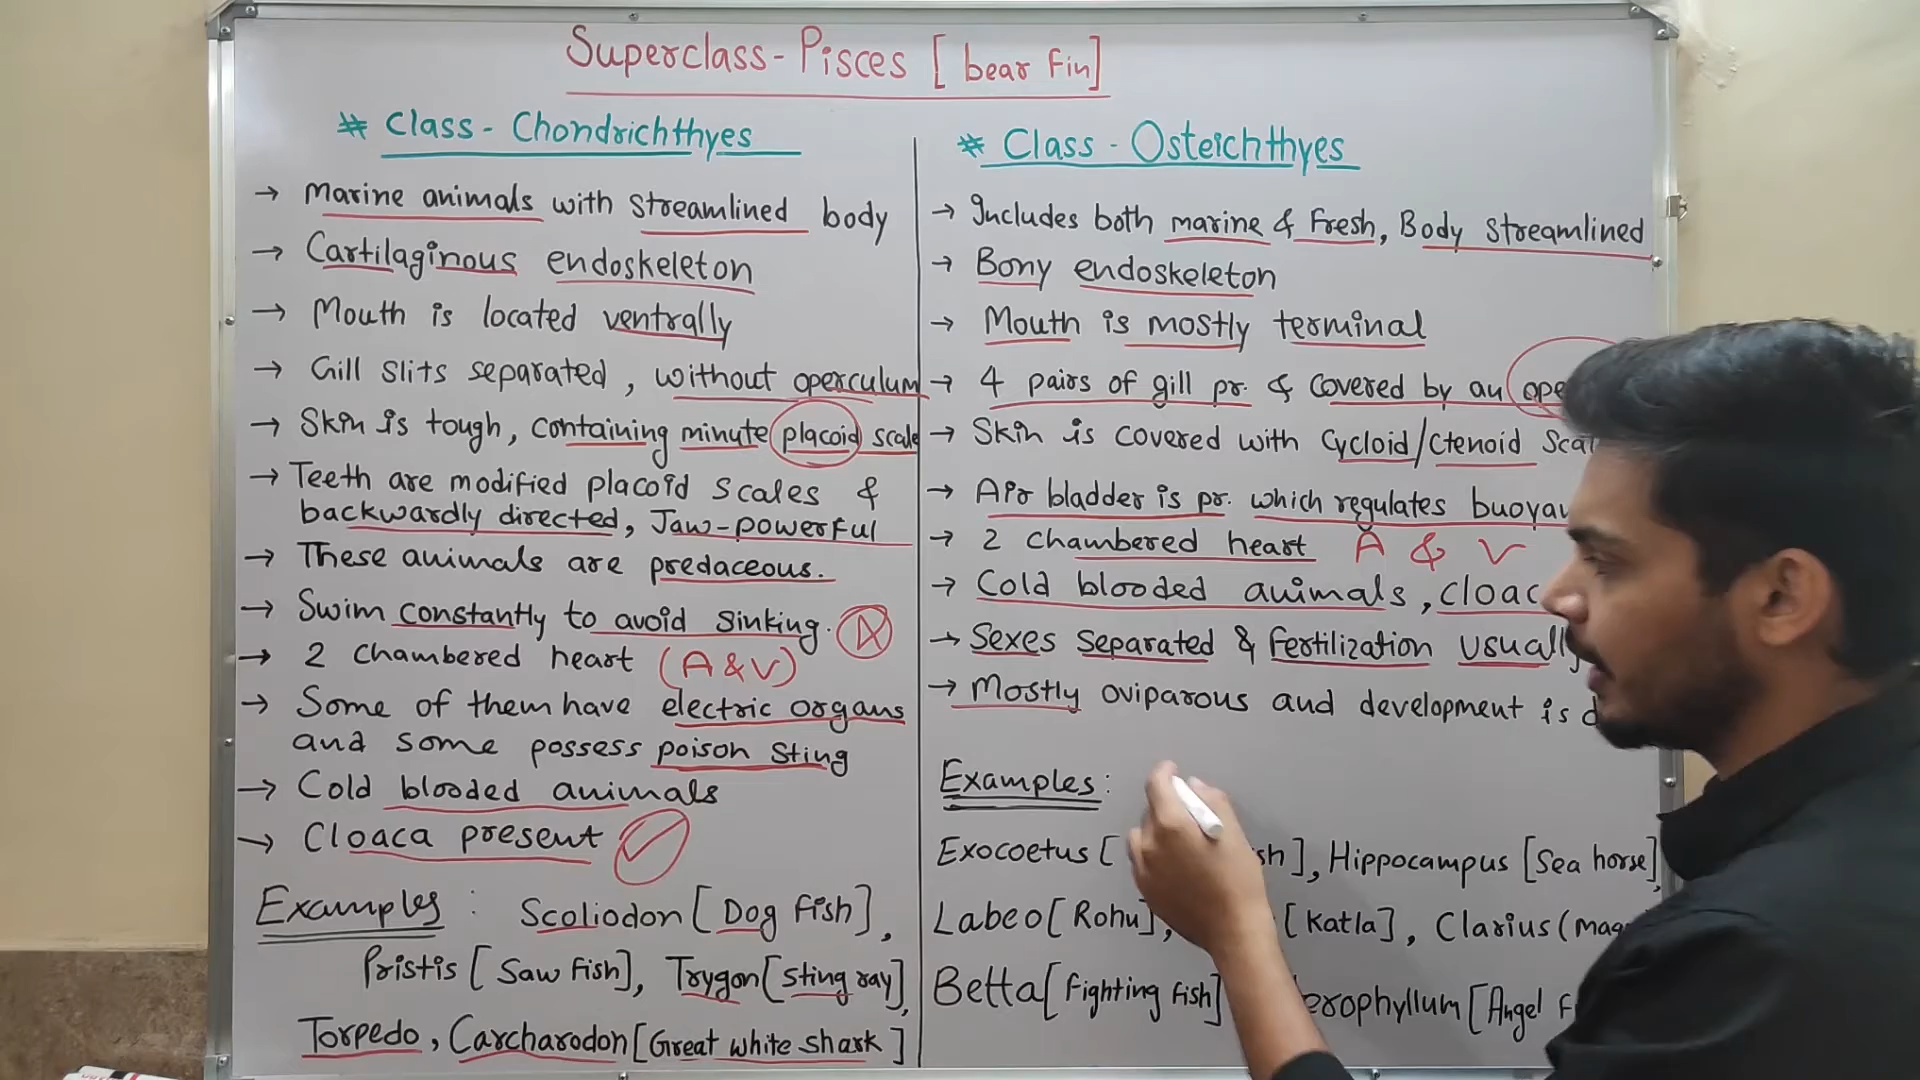 Superclass - Pisces [ bear fin]
* Class - Chondrichthyes
→ Marine animals with streamlined body
→ Cartilaginous endoskeleton
→ Mouth is located ventrally
→ Gill slits separated, without operculum
→ Skin is tough, containing minute placoid scale
→ Teeth are modified placoid scales &
backwardly directed, Jaw-powerful
→ These animals are predaceous.
→ Swim constantly to avoid sinking.
→ 2 chambered heart (A & V)
→ Some of them have electric organs
and some possess poison sting
→ Cold blooded animals
→ Cloaca present ✓
Examples : Scoliodon [Dog fish],
Pristis [Saw fish], Trygon [Sting ray],
Torpedo, Carcharodon [Great white shark]
* Class - Osteichthyes
→ Includes both marine & Fresh, Body streamlined
→ Bony endoskeleton
→ Mouth is mostly terminal
→ 4 pairs of gill pr. & covered by an
→ Skin is covered with Cycloid/Ctenoid
→ Air bladder is pr. which regulates
→ 2 chambered heart A & V
→ Cold blooded animals,
→ Sexes separated & fertilization usually
→ Mostly oviparous and development is
Examples:
Exocoetus [ ], Hippocampus [Sea horse],
Labeo [Rohu], [Katla], Clarius (
Betta [Fighting fish] [Angel